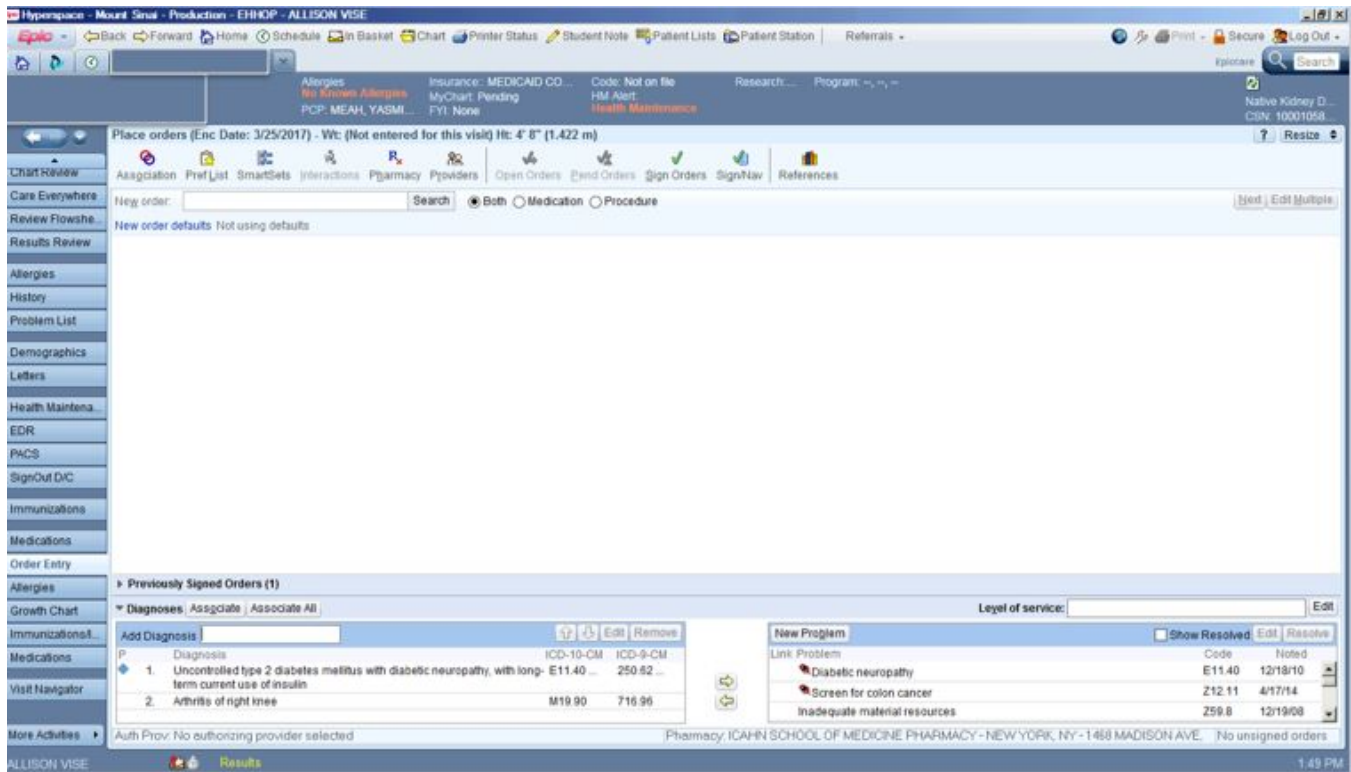 Hyperspace - Mount Sinai - Production - EHHOP - ALLISON VISE
Epic Back Forward Home Schedule In Basket Chart Printer Status Student Note Patient Lists Patient Station Referrals Print Secure Log Out
Epiccare Search
Allergies Insurance: MEDICAID CO... Code: Not on file Research:... Program: --, --, --
No Known Allergies MyChart: Pending HM Alert:
PCP: MEAH, YASMI... FYI: None Health Maintenance
Native Kidney D...
CSN: 10001058...
Place orders (Enc Date: 3/25/2017) - Wt: (Not entered for this visit) Ht: 4' 8" (1.422 m) ? Resize
Association Pref List SmartSets Interactions Pharmacy Providers Open Orders Pend Orders Sign Orders Sign/Nav References
New order: Search Both Medication Procedure Next Edit Multiple
New order defaults Not using defaults
Chart Review
Care Everywhere
Review Flowshe...
Results Review
Allergies
History
Problem List
Demographics
Letters
Health Maintena...
EDR
PACS
SignOut D/C
Immunizations
Medications
Order Entry
Allergies
Growth Chart
Immunizations/I...
Medications
Visit Navigator
More Activities
Previously Signed Orders (1)
Diagnoses Associate Associate All Level of service: Edit
Add Diagnosis Edit Remove
P Diagnosis ICD-10-CM ICD-9-CM
1. Uncontrolled type 2 diabetes mellitus with diabetic neuropathy, with long- E11.40 ... 250.62 ...
term current use of insulin
2. Arthritis of right knee M19.90 716.96
New Problem Show Resolved Edit Resolve
Link Problem Code Noted
Diabetic neuropathy E11.40 12/18/10
Screen for colon cancer Z12.11 4/17/14
Inadequate material resources Z59.8 12/19/08
Auth Prov: No authorizing provider selected Pharmacy: ICAHN SCHOOL OF MEDICINE PHARMACY - NEW YORK, NY - 1468 MADISON AVE. No unsigned orders
ALLISON VISE Results 1:49 PM